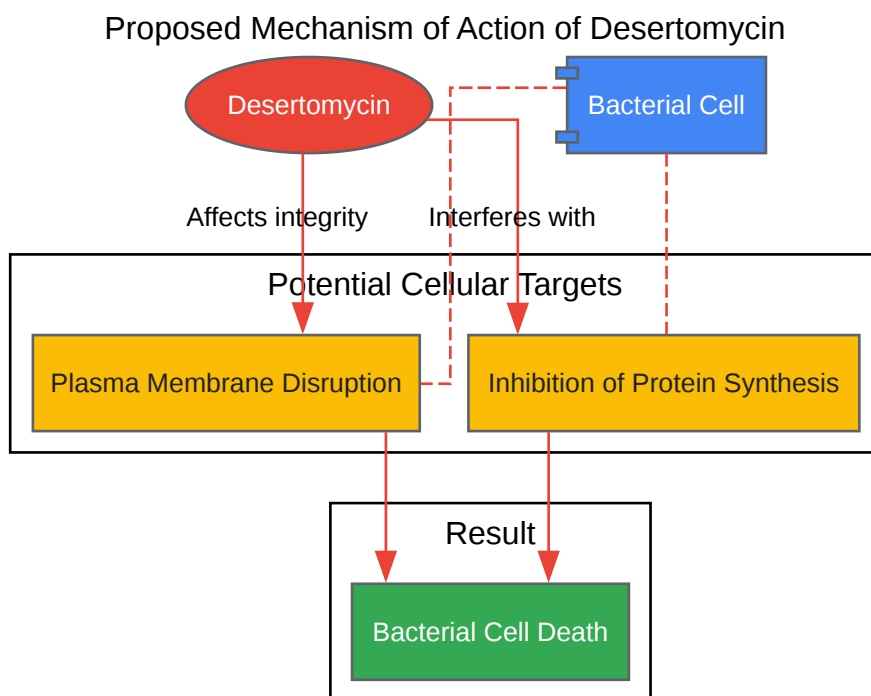 Proposed Mechanism of Action of Desertomycin
Desertomycin
Bacterial Cell
Affects integrity
Interferes with
Potential Cellular Targets
Plasma Membrane Disruption
Inhibition of Protein Synthesis
Result
Bacterial Cell Death